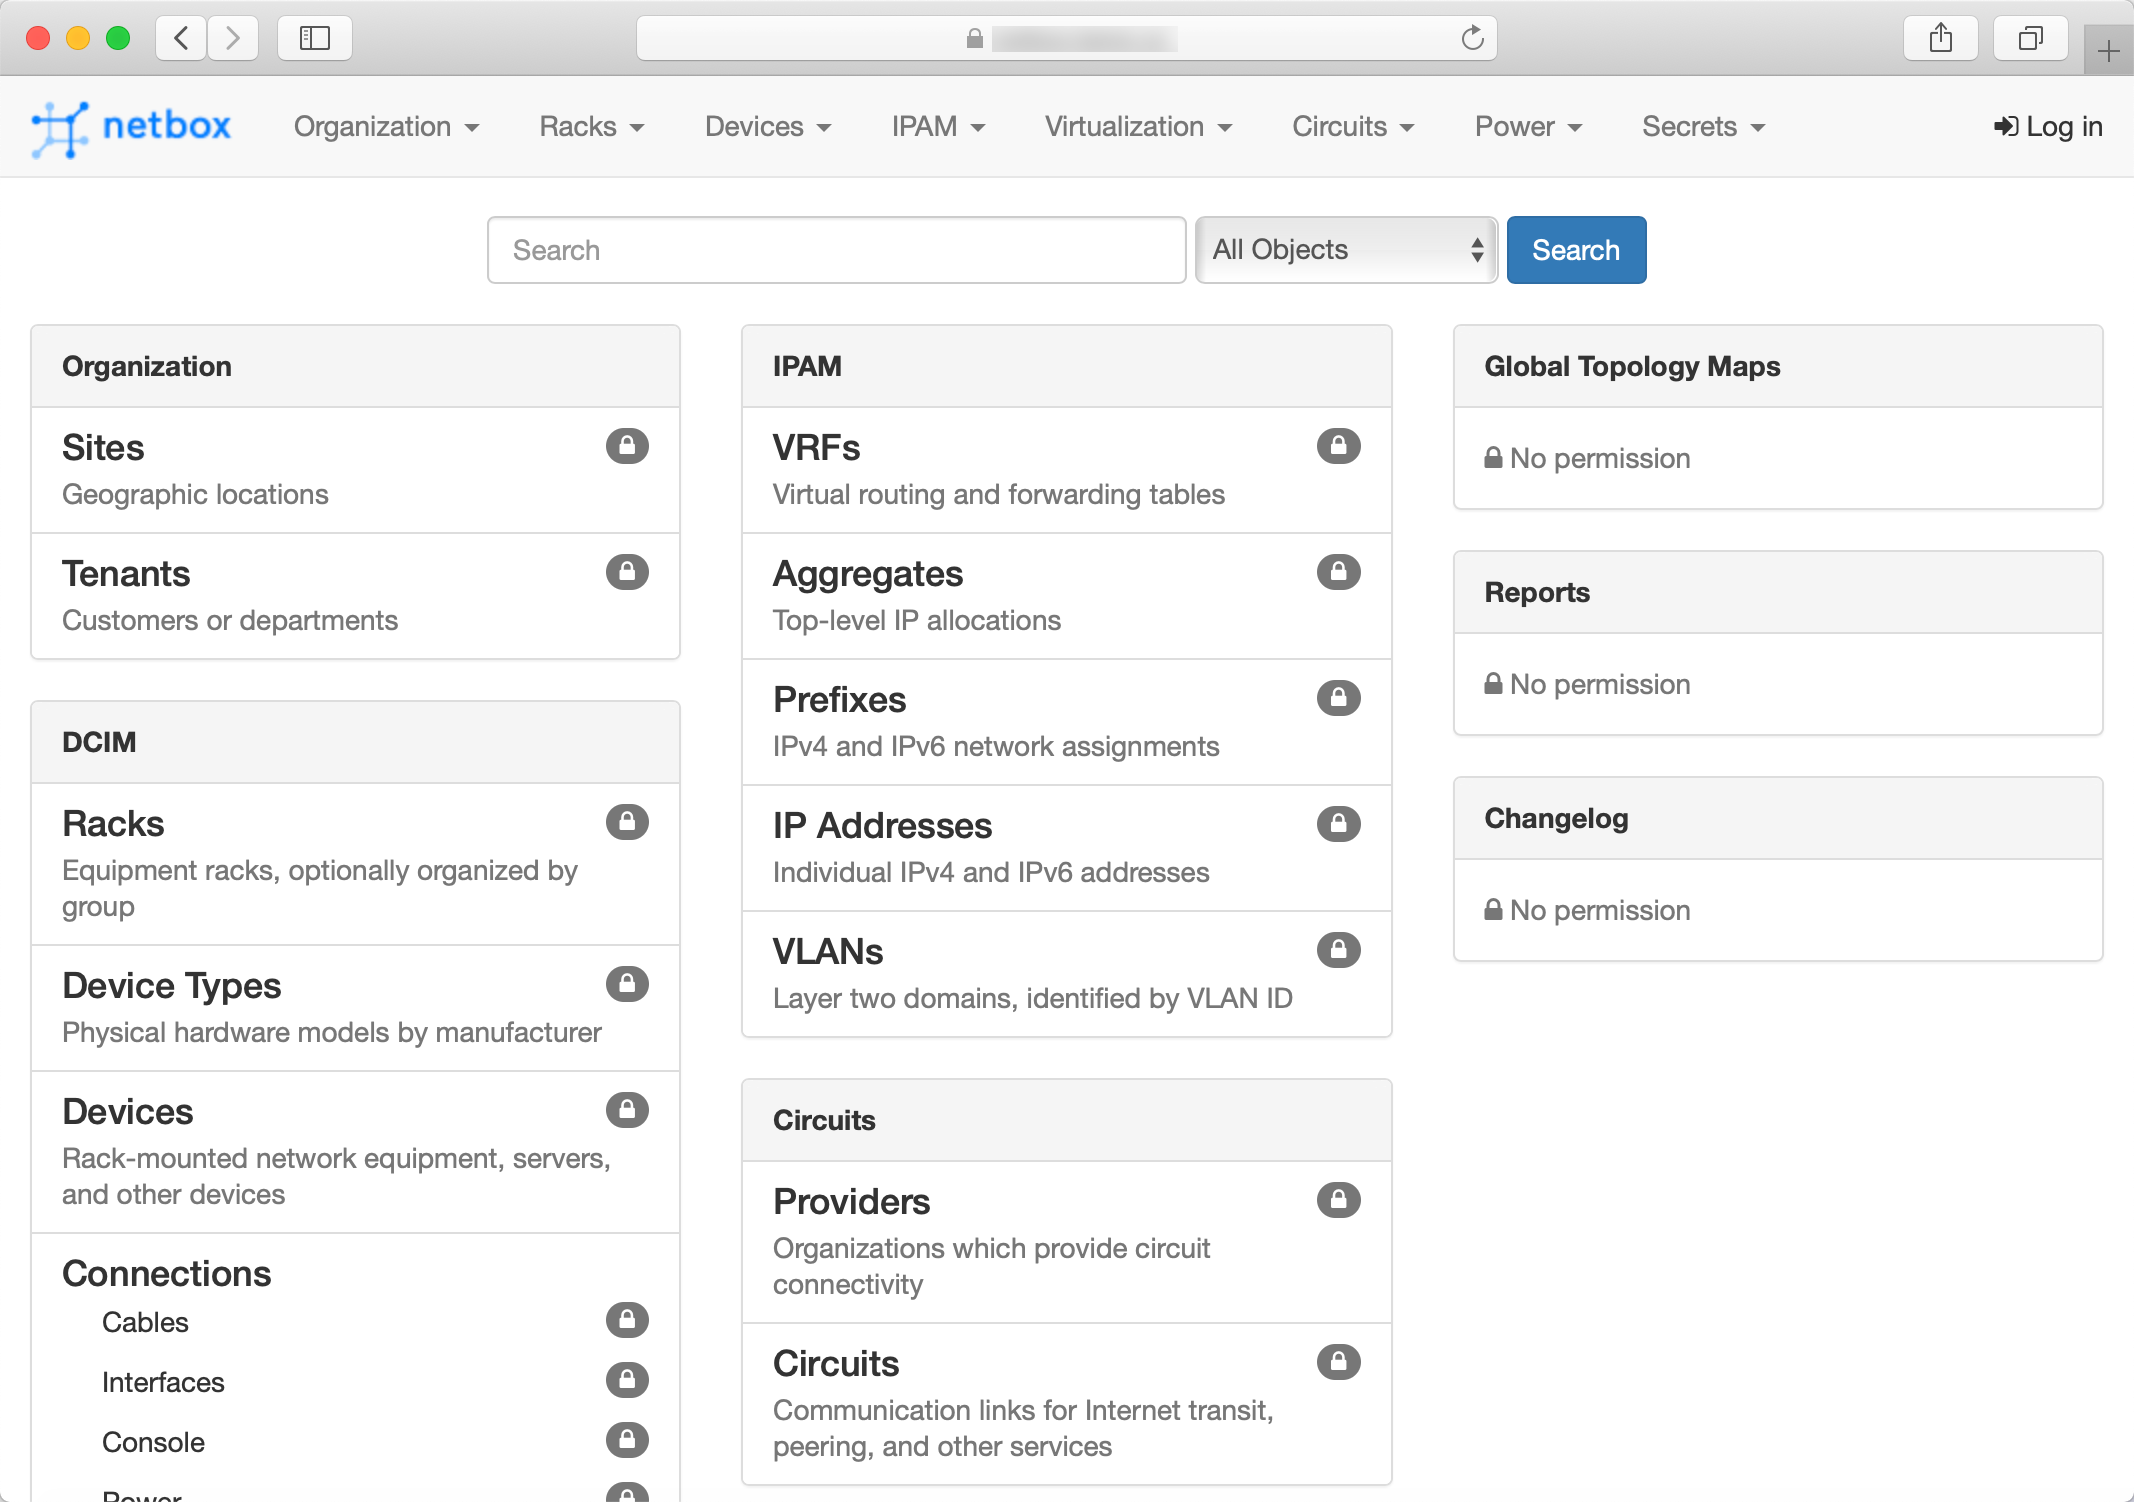 netbox
Organization
Racks
Devices
IPAM
Virtualization
Circuits
Power
Secrets
Log in
Search
All Objects
Search
Organization
Sites
Geographic locations
Tenants
Customers or departments
DCIM
Racks
Equipment racks, optionally organized by
group
Device Types
Physical hardware models by manufacturer
Devices
Rack-mounted network equipment, servers,
and other devices
Connections
Cables
Interfaces
Console
Power
IPAM
VRFs
Virtual routing and forwarding tables
Aggregates
Top-level IP allocations
Prefixes
IPv4 and IPv6 network assignments
IP Addresses
Individual IPv4 and IPv6 addresses
VLANs
Layer two domains, identified by VLAN ID
Circuits
Providers
Organizations which provide circuit
connectivity
Circuits
Communication links for Internet transit,
peering, and other services
Global Topology Maps
No permission
Reports
No permission
Changelog
No permission